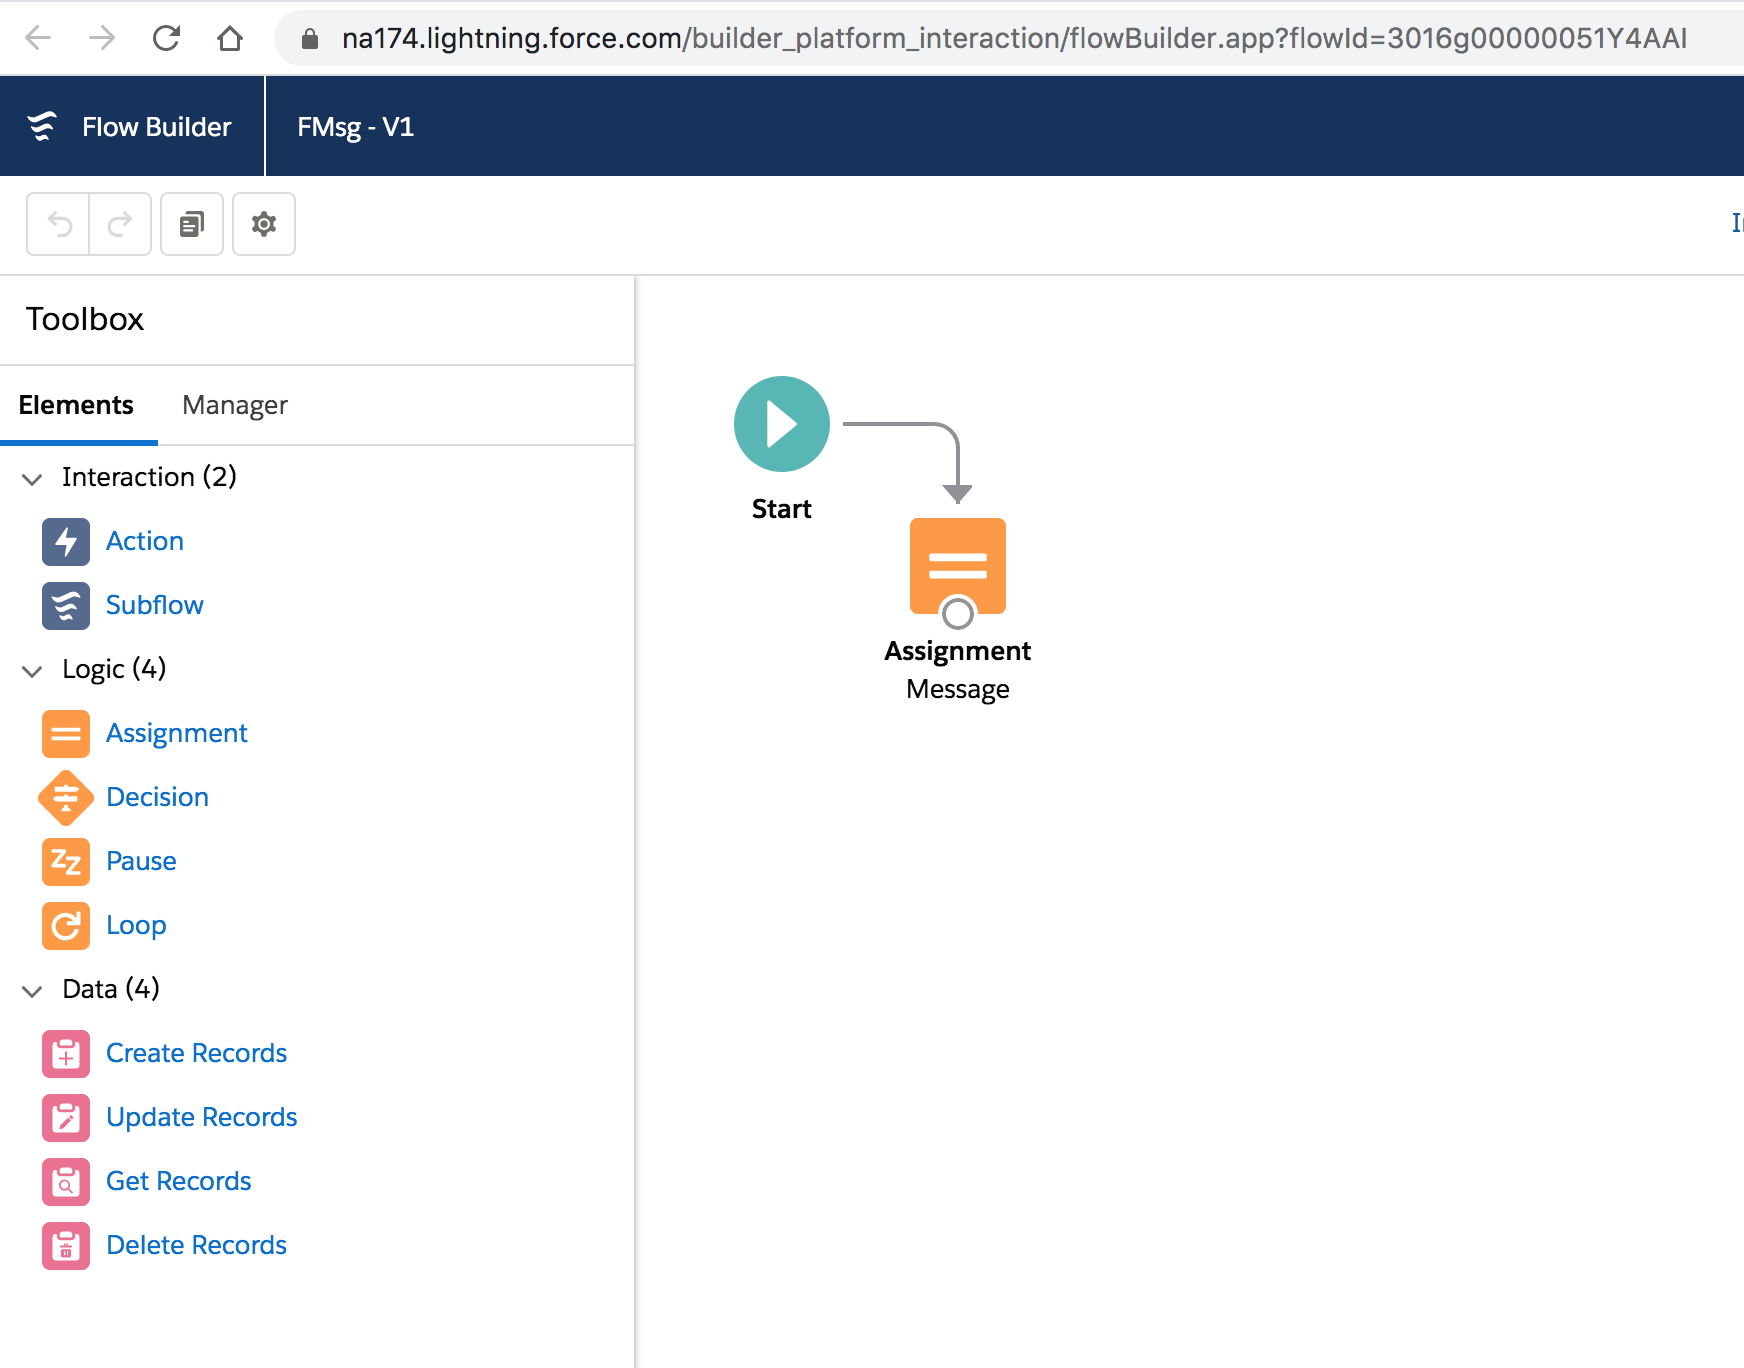 na174.lightning.force.com/builder_platform_interaction/flowBuilder.app?flowId=3016g00000051Y4AAI
Flow Builder
FMsg - V1
Toolbox
Elements
Manager
Interaction (2)
Action
Subflow
Logic (4)
Assignment
Decision
Pause
Loop
Data (4)
Create Records
Update Records
Get Records
Delete Records
Start
Assignment
Message